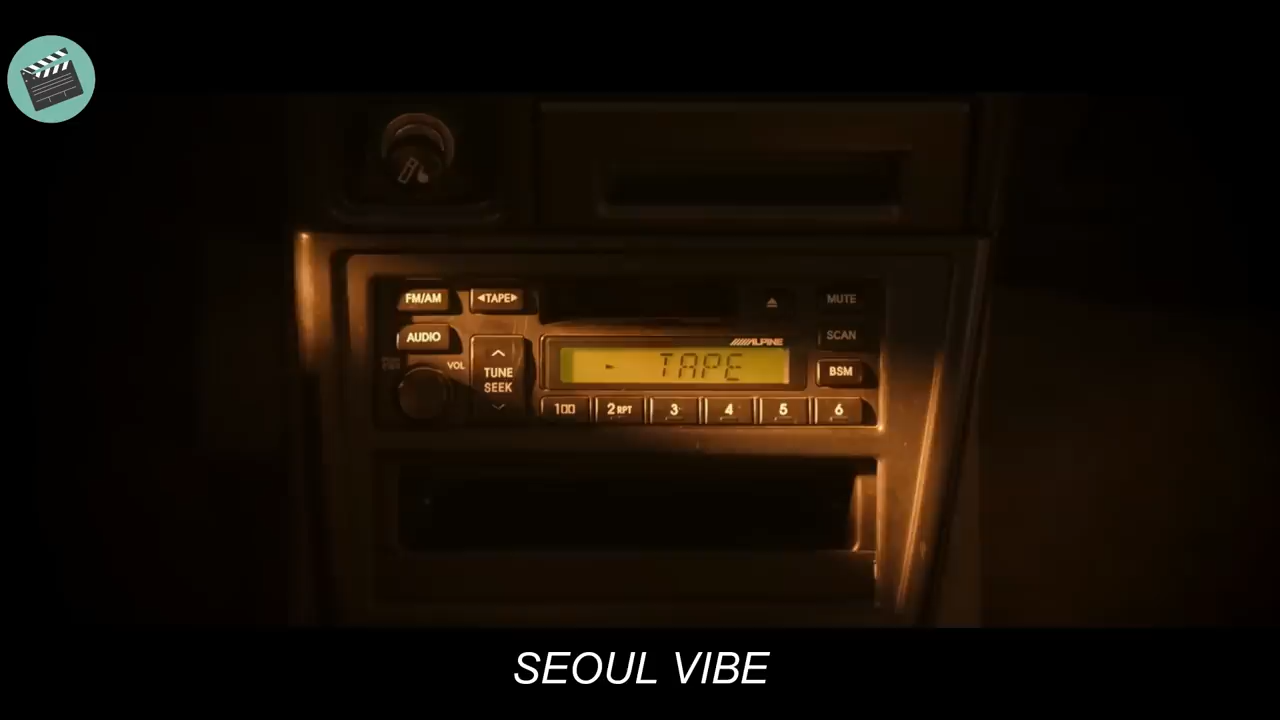 FM/AM
◄TAPE►
MUTE
AUDIO
SCAN
VOL
TUNE
SEEK
ALPINE
TAPE
BSM
100
2 RPT
3
4
5
6
SEOUL VIBE